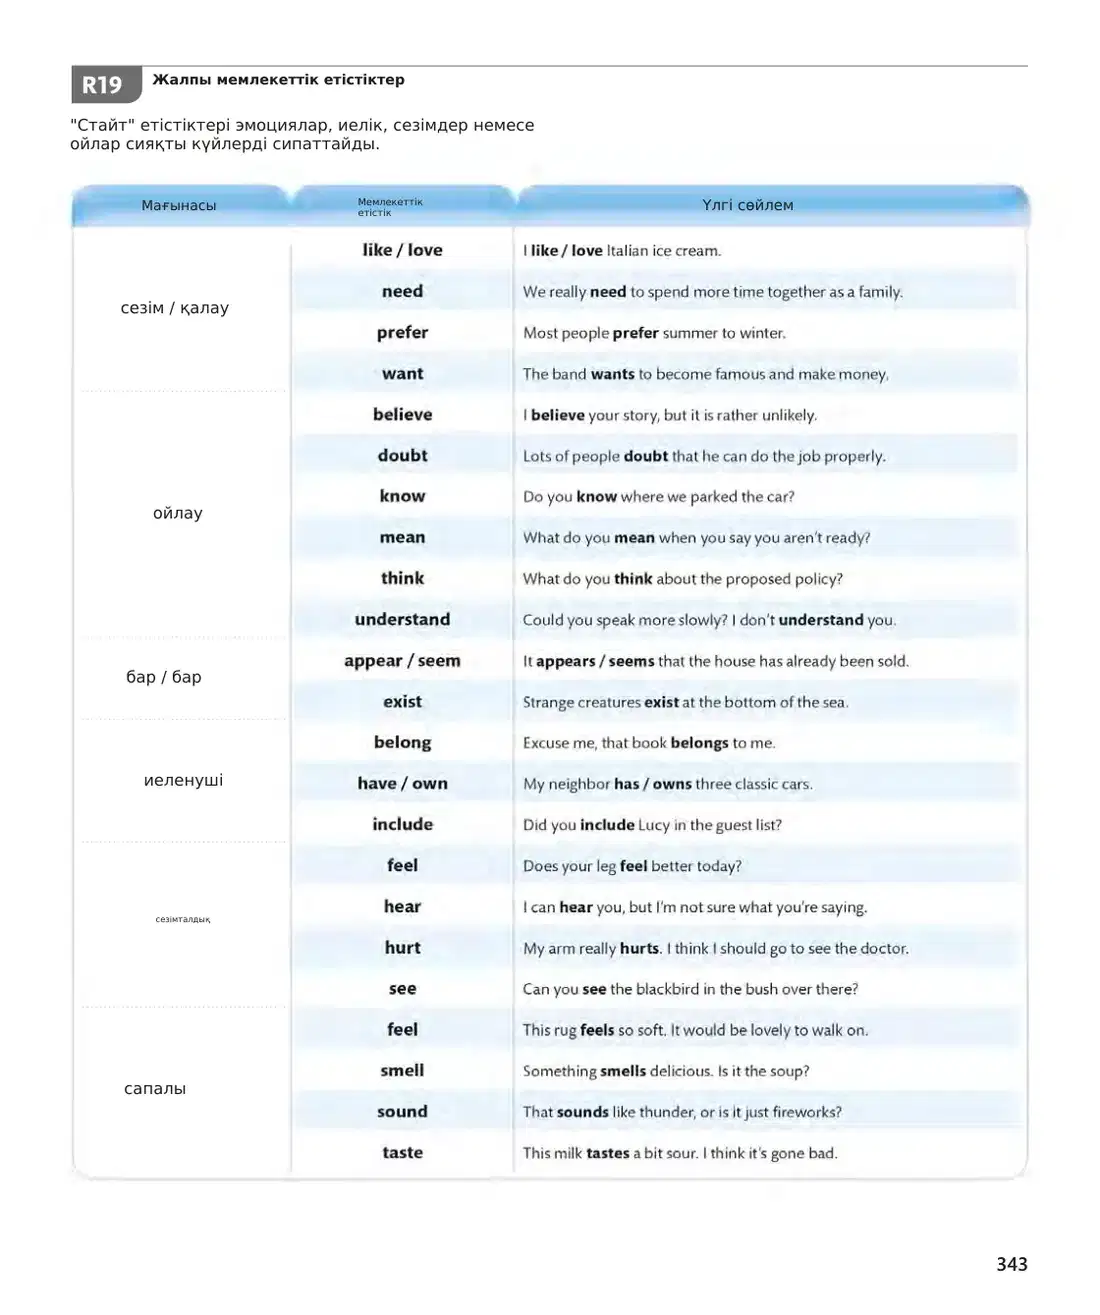 R19 Жалпы мемлекеттік етістіктер
"Стайт" етістіктері эмоциялар, иелік, сезімдер немесе
ойлар сияқты күйлерді сипаттайды.
Мағынасы Мемлекеттік етістік Үлгі сөйлем
сезім / қалау
like / love I like / love Italian ice cream.
need We really need to spend more time together as a family.
prefer Most people prefer summer to winter.
want The band wants to become famous and make money.
ойлау
believe I believe your story, but it is rather unlikely.
doubt Lots of people doubt that he can do the job properly.
know Do you know where we parked the car?
mean What do you mean when you say you aren't ready?
think What do you think about the proposed policy?
understand Could you speak more slowly? I don't understand you.
бар / бар
appear / seem It appears / seems that the house has already been sold.
exist Strange creatures exist at the bottom of the sea.
иеленуші
belong Excuse me, that book belongs to me.
have / own My neighbor has / owns three classic cars.
include Did you include Lucy in the guest list?
сезімталдық
feel Does your leg feel better today?
hear I can hear you, but I'm not sure what you're saying.
hurt My arm really hurts. I think I should go to see the doctor.
see Can you see the blackbird in the bush over there?
сапалы
feel This rug feels so soft. It would be lovely to walk on.
smell Something smells delicious. Is it the soup?
sound That sounds like thunder, or is it just fireworks?
taste This milk tastes a bit sour. I think it's gone bad.
343